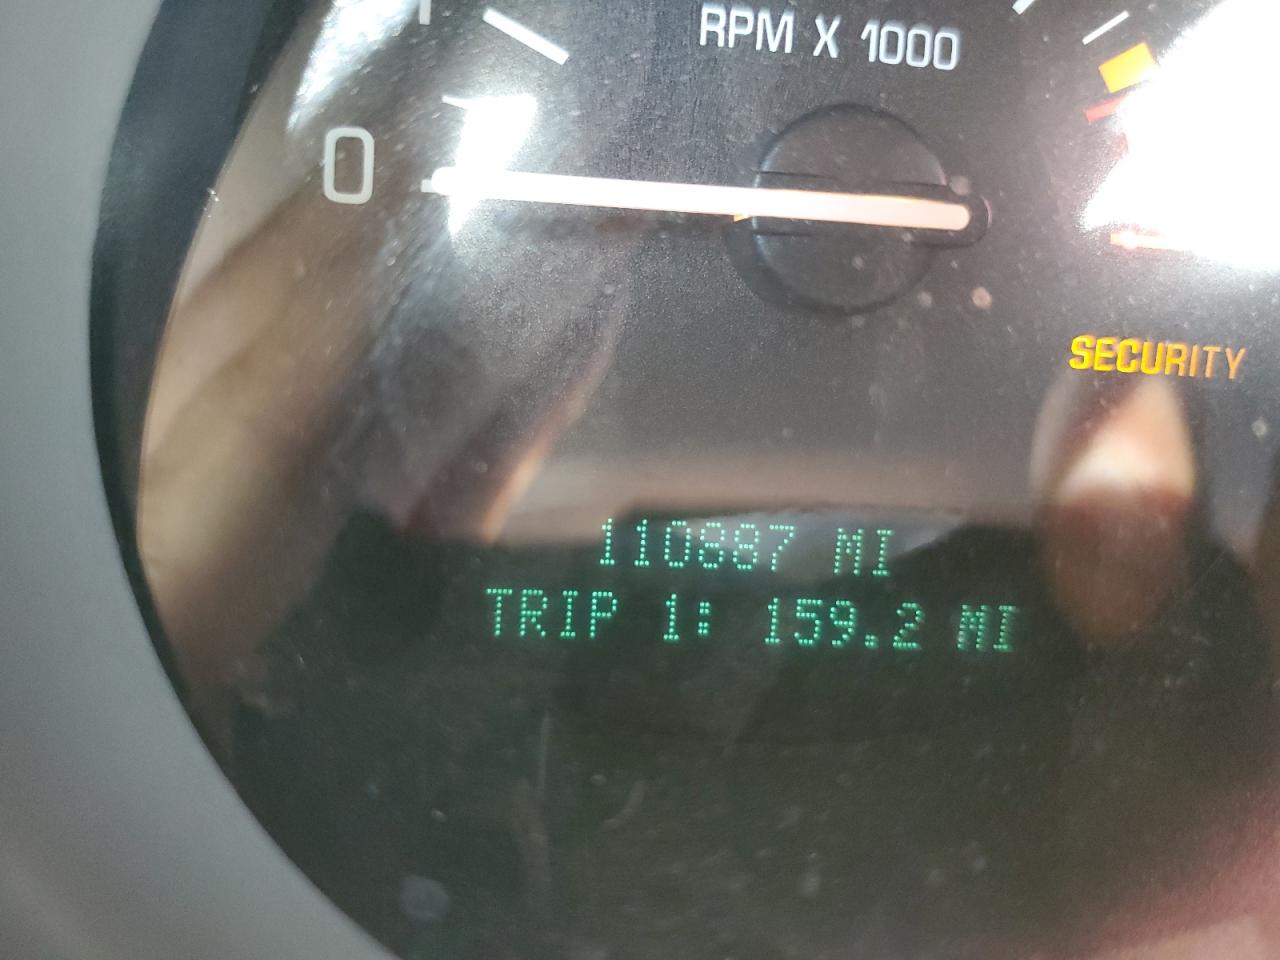 RPM X 1000
0
SECURITY
110887 MI
TRIP 1: 159.2 MI